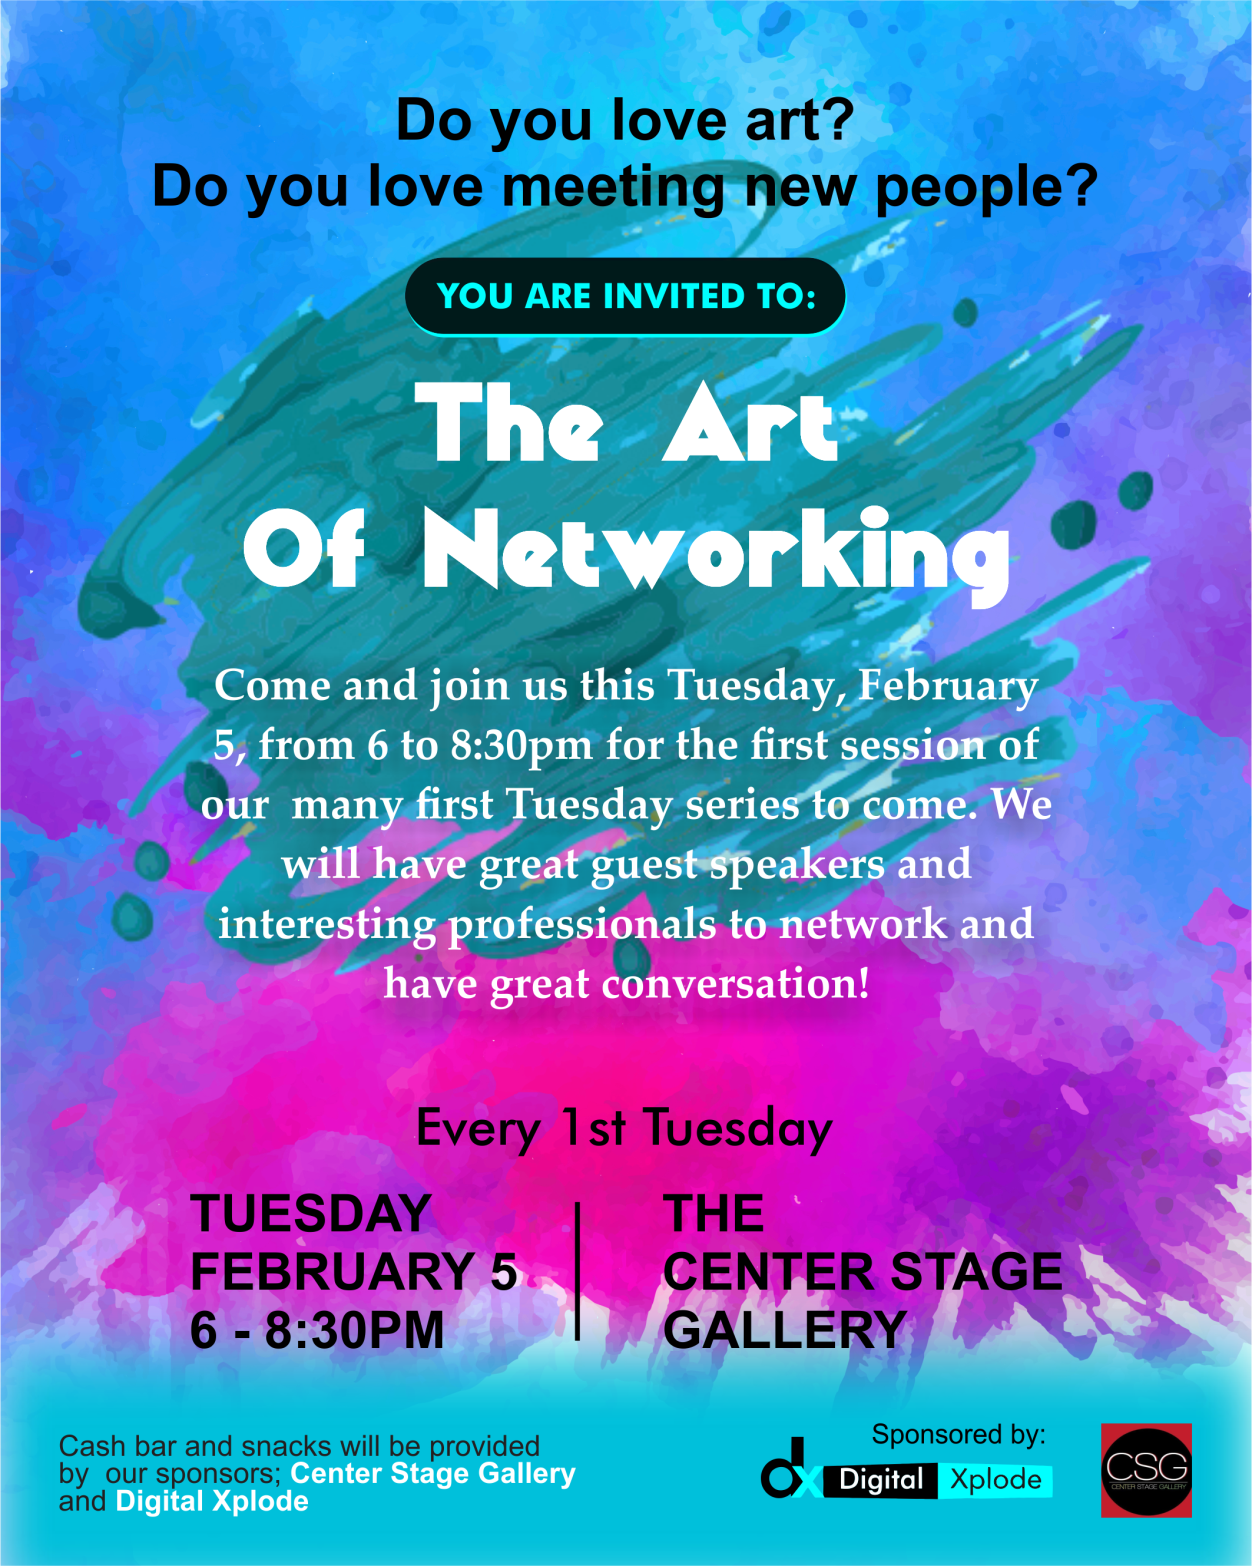 Do you love art?
Do you love meeting new people?
YOU ARE INVITED TO:
The Art
Of Networking
Come and join us this Tuesday, February
5, from 6 to 8:30pm for the first session of
our many first Tuesday series to come. We
will have great guest speakers and
interesting professionals to network and
have great conversation!
Every 1st Tuesday
TUESDAY
FEBRUARY 5
6 - 8:30PM
THE
CENTER STAGE
GALLERY
Cash bar and snacks will be provided
by our sponsors; Center Stage Gallery
and Digital Xplode
Sponsored by:
dx Digital Xplode
CSG
CENTER STAGE GALLERY